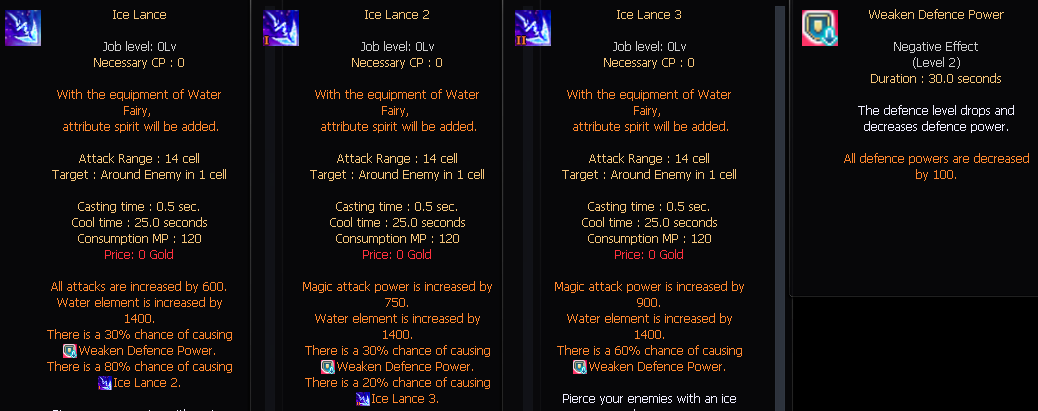 Ice Lance
Job level: 0Lv
Necessary CP : 0
With the equipment of Water
Fairy,
attribute spirit will be added.
Attack Range : 14 cell
Target : Around Enemy in 1 cell
Casting time : 0.5 sec.
Cool time : 25.0 seconds
Consumption MP : 120
Price: 0 Gold
All attacks are increased by 600.
Water element is increased by
1400.
There is a 30% chance of causing
Weaken Defence Power.
There is a 80% chance of causing
Ice Lance 2.
I
Ice Lance 2
Job level: 0Lv
Necessary CP : 0
With the equipment of Water
Fairy,
attribute spirit will be added.
Attack Range : 14 cell
Target : Around Enemy in 1 cell
Casting time : 0.5 sec.
Cool time : 25.0 seconds
Consumption MP : 120
Price: 0 Gold
Magic attack power is increased by
750.
Water element is increased by
1400.
There is a 30% chance of causing
Weaken Defence Power.
There is a 20% chance of causing
Ice Lance 3.
II
Ice Lance 3
Job level: 0Lv
Necessary CP : 0
With the equipment of Water
Fairy,
attribute spirit will be added.
Attack Range : 14 cell
Target : Around Enemy in 1 cell
Casting time : 0.5 sec.
Cool time : 25.0 seconds
Consumption MP : 120
Price: 0 Gold
Magic attack power is increased by
900.
Water element is increased by
1400.
There is a 60% chance of causing
Weaken Defence Power.
Pierce your enemies with an ice
Weaken Defence Power
Negative Effect
(Level 2)
Duration : 30.0 seconds
The defence level drops and
decreases defence power.
All defence powers are decreased
by 100.